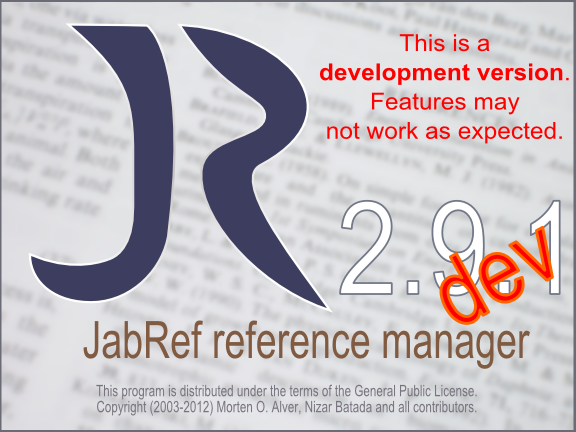 This is a
development version.
Features may
not work as expected.
JR
2.9.1
dev
JabRef reference manager
This program is distributed under the terms of the General Public License.
Copyright (2003-2012) Morten O. Alver, Nizar Batada and all contributors.